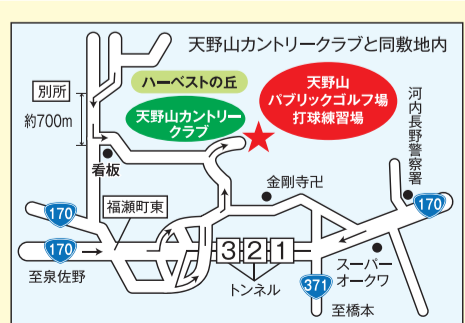 天野山カントリークラブと同敷地内
別所
約700m
ハーベストの丘
天野山カントリー
クラブ
天野山
パブリックゴルフ場
打球練習場
河内長野警察署
看板
金剛寺卍
170
170
福瀬町東
170
321
至泉佐野
トンネル
スーパー
オークワ
371
至橋本